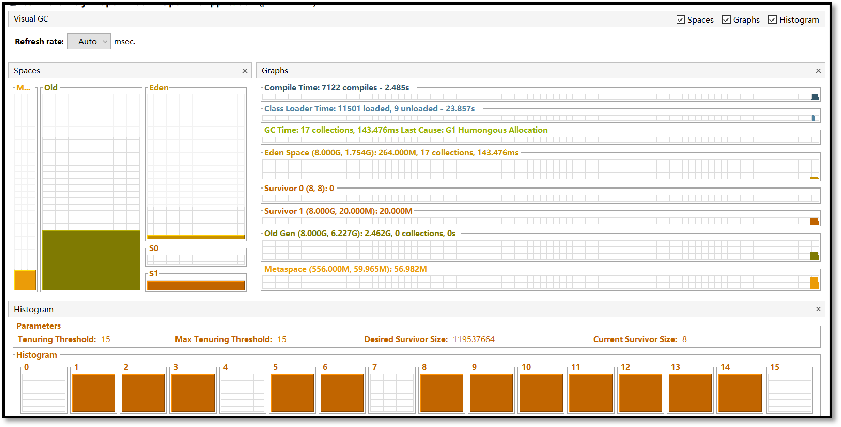 Visual GC
Spaces Graphs Histogram
Refresh rate: Auto msec.
Spaces ×
M... Old Eden
S0
S1
Graphs ×
Compile Time: 7122 compiles - 2.485s
Class Loader Time: 11501 loaded, 9 unloaded - 23.857s
GC Time: 17 collections, 143.476ms Last Cause: G1 Humongous Allocation
Eden Space (8.000G, 1.754G): 264.000M, 17 collections, 143.476ms
Survivor 0 (8, 8): 0
Survivor 1 (8.000G, 20.000M): 20.000M
Old Gen (8.000G, 6.227G): 2.462G, 0 collections, 0s
Metaspace (556.000M, 59.965M): 56.982M
Histogram ×
Parameters
Tenuring Threshold: 15 Max Tenuring Threshold: 15 Desired Survivor Size: 119537664 Current Survivor Size: 8
Histogram
0 1 2 3 4 5 6 7 8 9 10 11 12 13 14 15